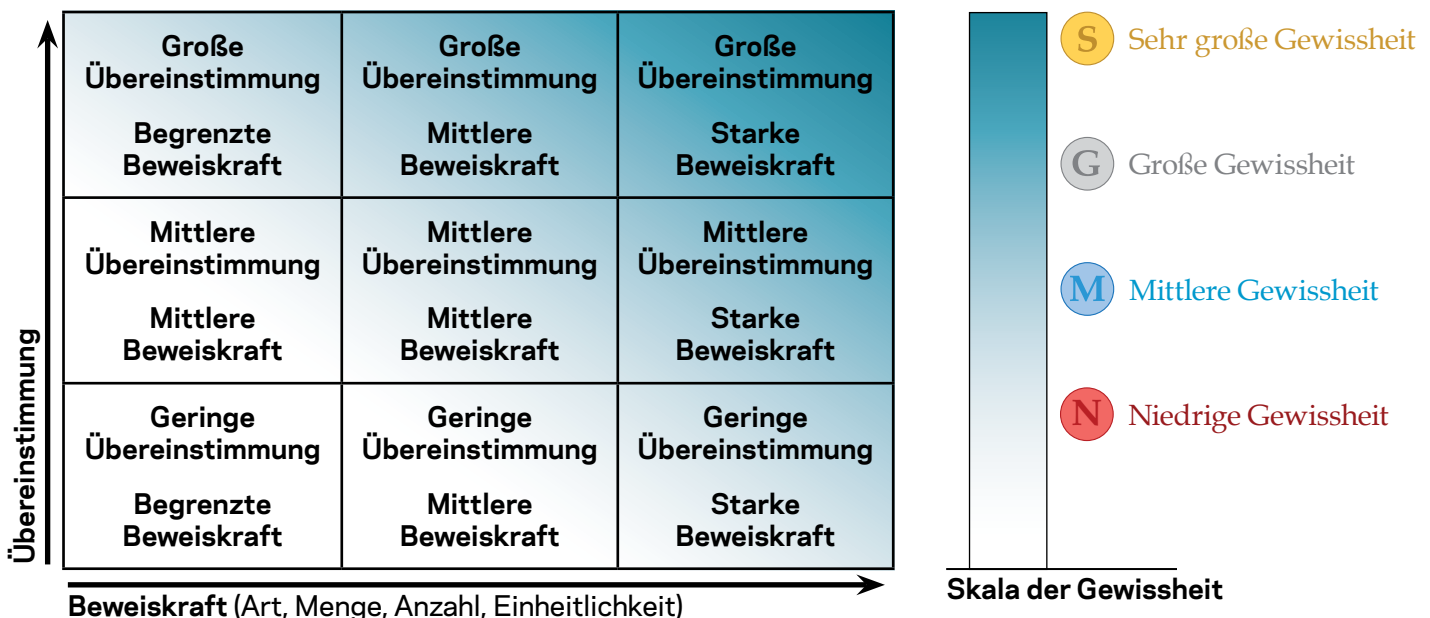 Große
Übereinstimmung
Begrenzte
Beweiskraft
Große
Übereinstimmung
Mittlere
Beweiskraft
Große
Übereinstimmung
Starke
Beweiskraft
Mittlere
Übereinstimmung
Mittlere
Beweiskraft
Mittlere
Übereinstimmung
Mittlere
Beweiskraft
Mittlere
Übereinstimmung
Starke
Beweiskraft
Geringe
Übereinstimmung
Begrenzte
Beweiskraft
Geringe
Übereinstimmung
Mittlere
Beweiskraft
Geringe
Übereinstimmung
Starke
Beweiskraft
Übereinstimmung
Beweiskraft (Art, Menge, Anzahl, Einheitlichkeit)
S Sehr große Gewissheit
G Große Gewissheit
M Mittlere Gewissheit
N Niedrige Gewissheit
Skala der Gewissheit